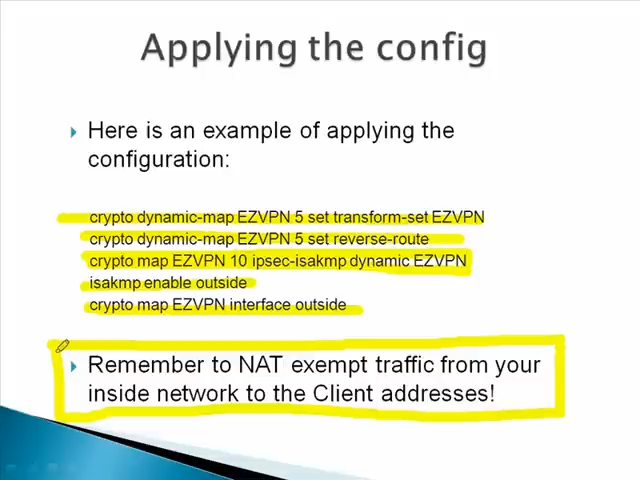 Applying the config
Here is an example of applying the
configuration:
crypto dynamic-map EZVPN 5 set transform-set EZVPN
crypto dynamic-map EZVPN 5 set reverse-route
crypto map EZVPN 10 ipsec-isakmp dynamic EZVPN
isakmp enable outside
crypto map EZVPN interface outside
Remember to NAT exempt traffic from your
inside network to the Client addresses!